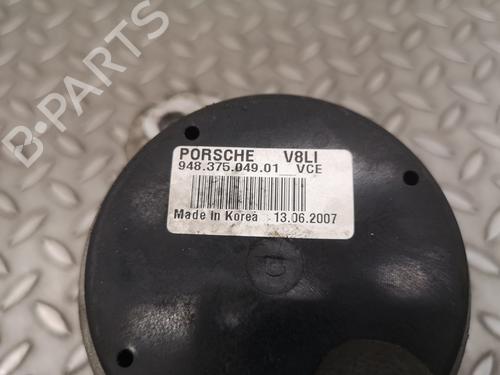 B-PARTS
PORSCHE V8LI
948.375.049.01 VCE
Made In Korea 13.06.2007